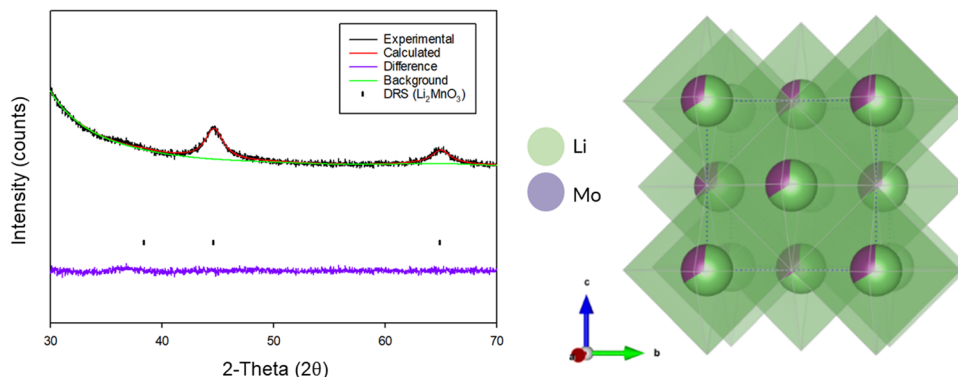 Experimental
Calculated
Difference
Background
DRS (Li₂MnO₃)
Intensity (counts)
30 40 50 60 70
2-Theta (2θ)
Li
Mo
c
a
b